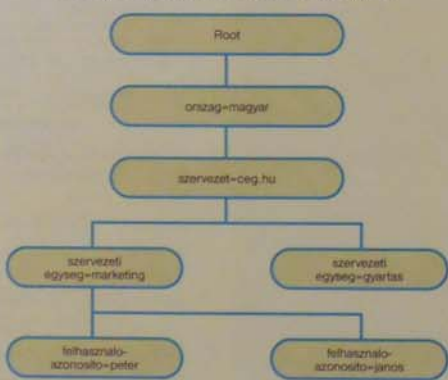 Root
orszag=magyar
szervezet=ceg.hu
szervezeti
egyseg=marketing
szervezeti
egyseg=gyartas
felhasznalo-
azonosito=peter
felhasznalo-
azonosito=janos